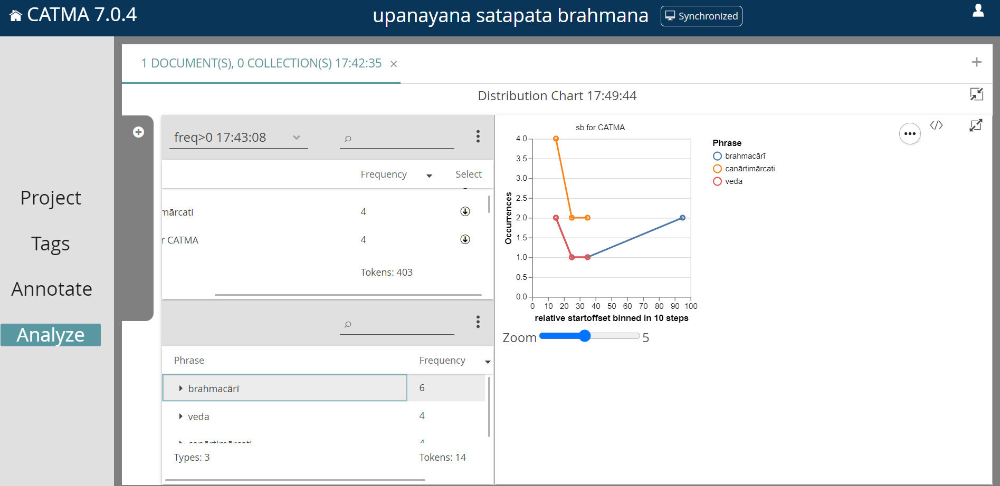 CATMA 7.0.4
upanayana satapata brahmana
Synchronized
1 DOCUMENT(S), 0 COLLECTION(S) 17:42:35
Distribution Chart 17:49:44
Project
Tags
Annotate
Analyze
freq>0 17:43:08
Frequency Select
mārcati 4
r CATMA 4
Tokens: 403
Phrase Frequency
brahmacārī 6
veda 4
canārtimārcati 4
Types: 3 Tokens: 14
sb for CATMA
Occurrences
4.0
3.5
3.0
2.5
2.0
1.5
1.0
0.5
0.0
0 10 20 30 40 50 60 70 80 90 100
relative startoffset binned in 10 steps
Phrase
brahmacārī
canārtimārcati
veda
Zoom 5